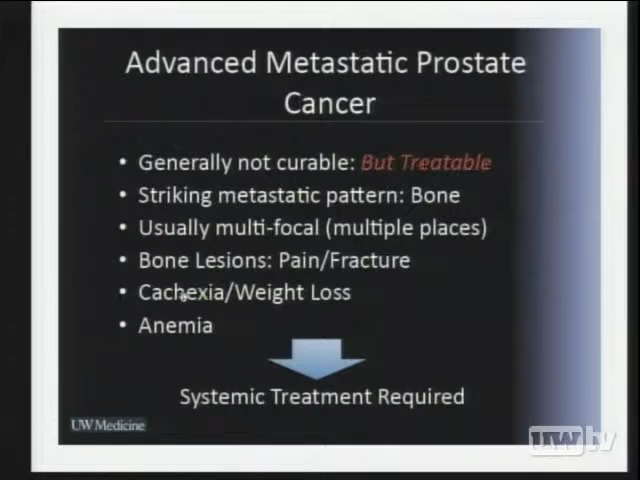 Advanced Metastatic Prostate
Cancer
• Generally not curable: But Treatable
• Striking metastatic pattern: Bone
• Usually multi-focal (multiple places)
• Bone Lesions: Pain/Fracture
• Cachexia/Weight Loss
• Anemia
Systemic Treatment Required
UW Medicine
UWtv